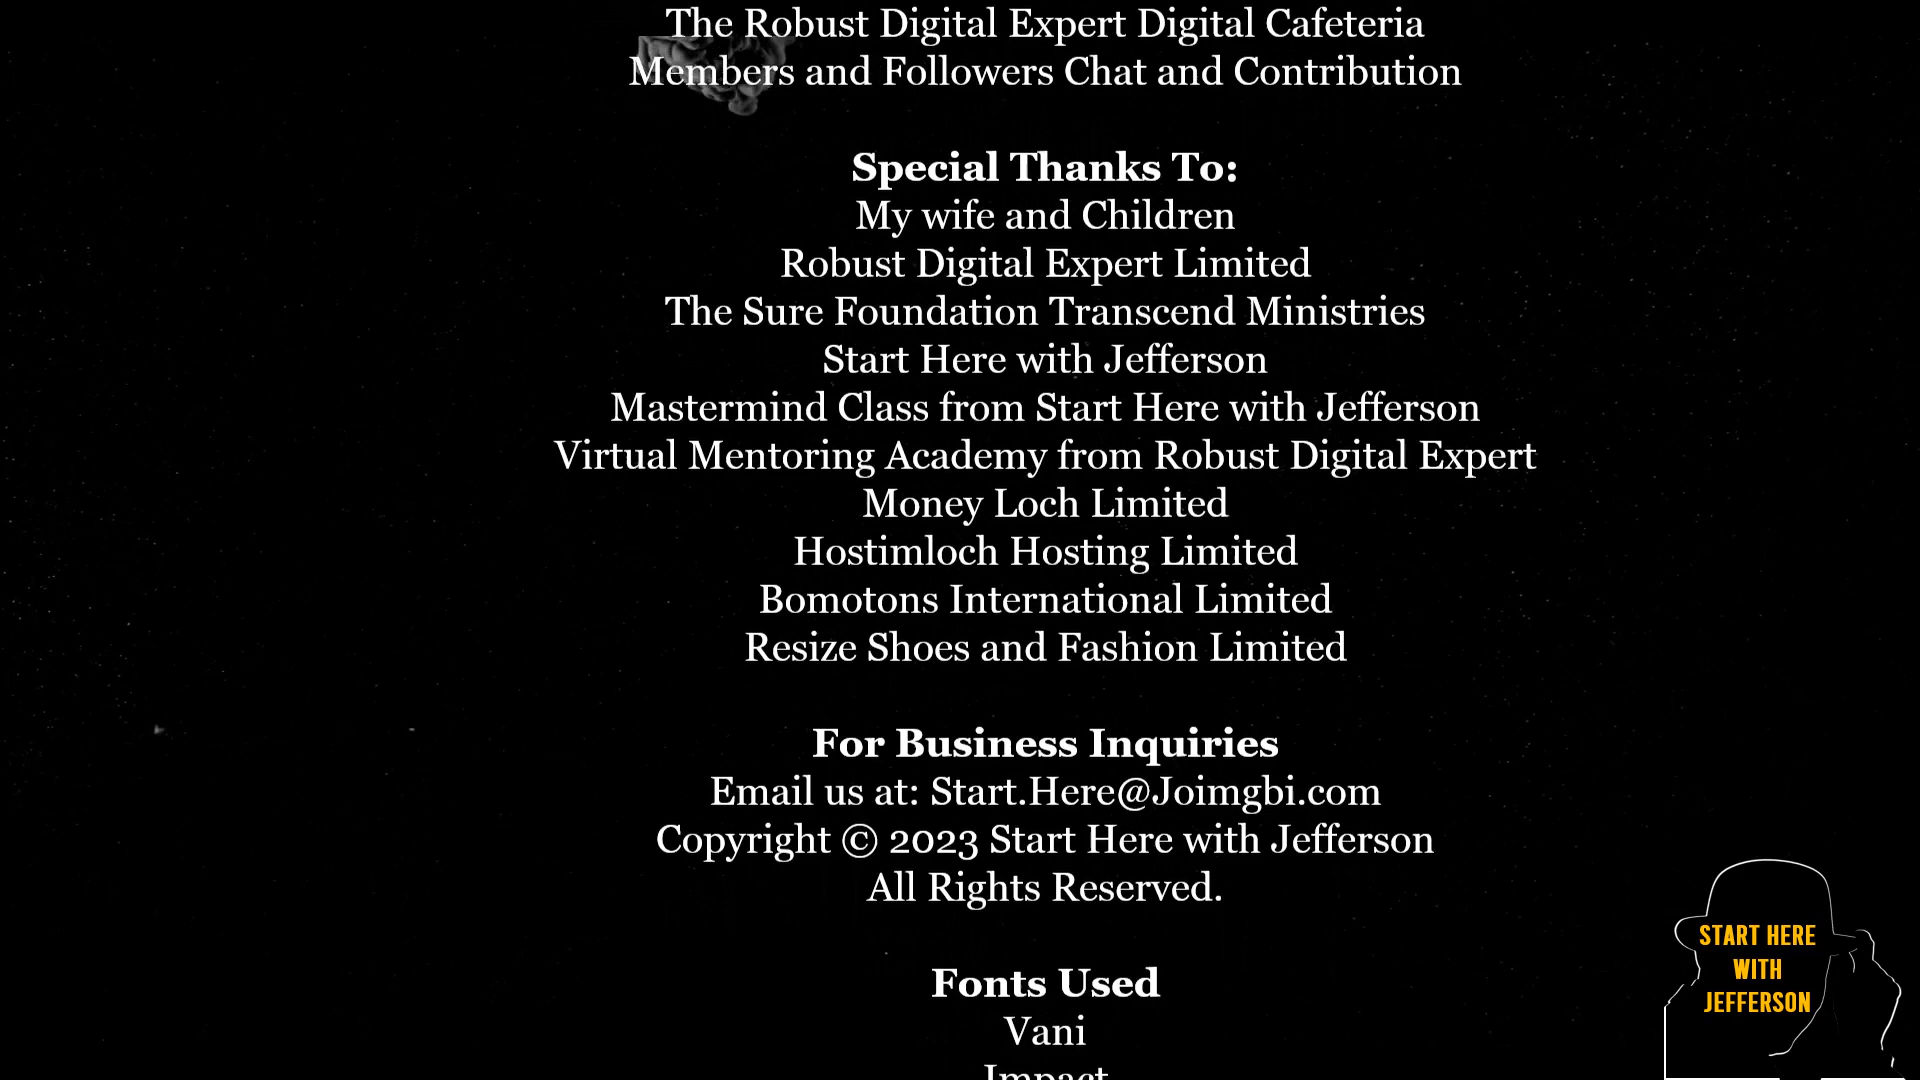 The Robust Digital Expert Digital Cafeteria
Members and Followers Chat and Contribution
Special Thanks To:
My wife and Children
Robust Digital Expert Limited
The Sure Foundation Transcend Ministries
Start Here with Jefferson
Mastermind Class from Start Here with Jefferson
Virtual Mentoring Academy from Robust Digital Expert
Money Loch Limited
Hostimloch Hosting Limited
Bomotons International Limited
Resize Shoes and Fashion Limited
For Business Inquiries
Email us at: Start.Here@Joimgbi.com
Copyright © 2023 Start Here with Jefferson
All Rights Reserved.
Fonts Used
Vani
Impact
START HERE
WITH
JEFFERSON